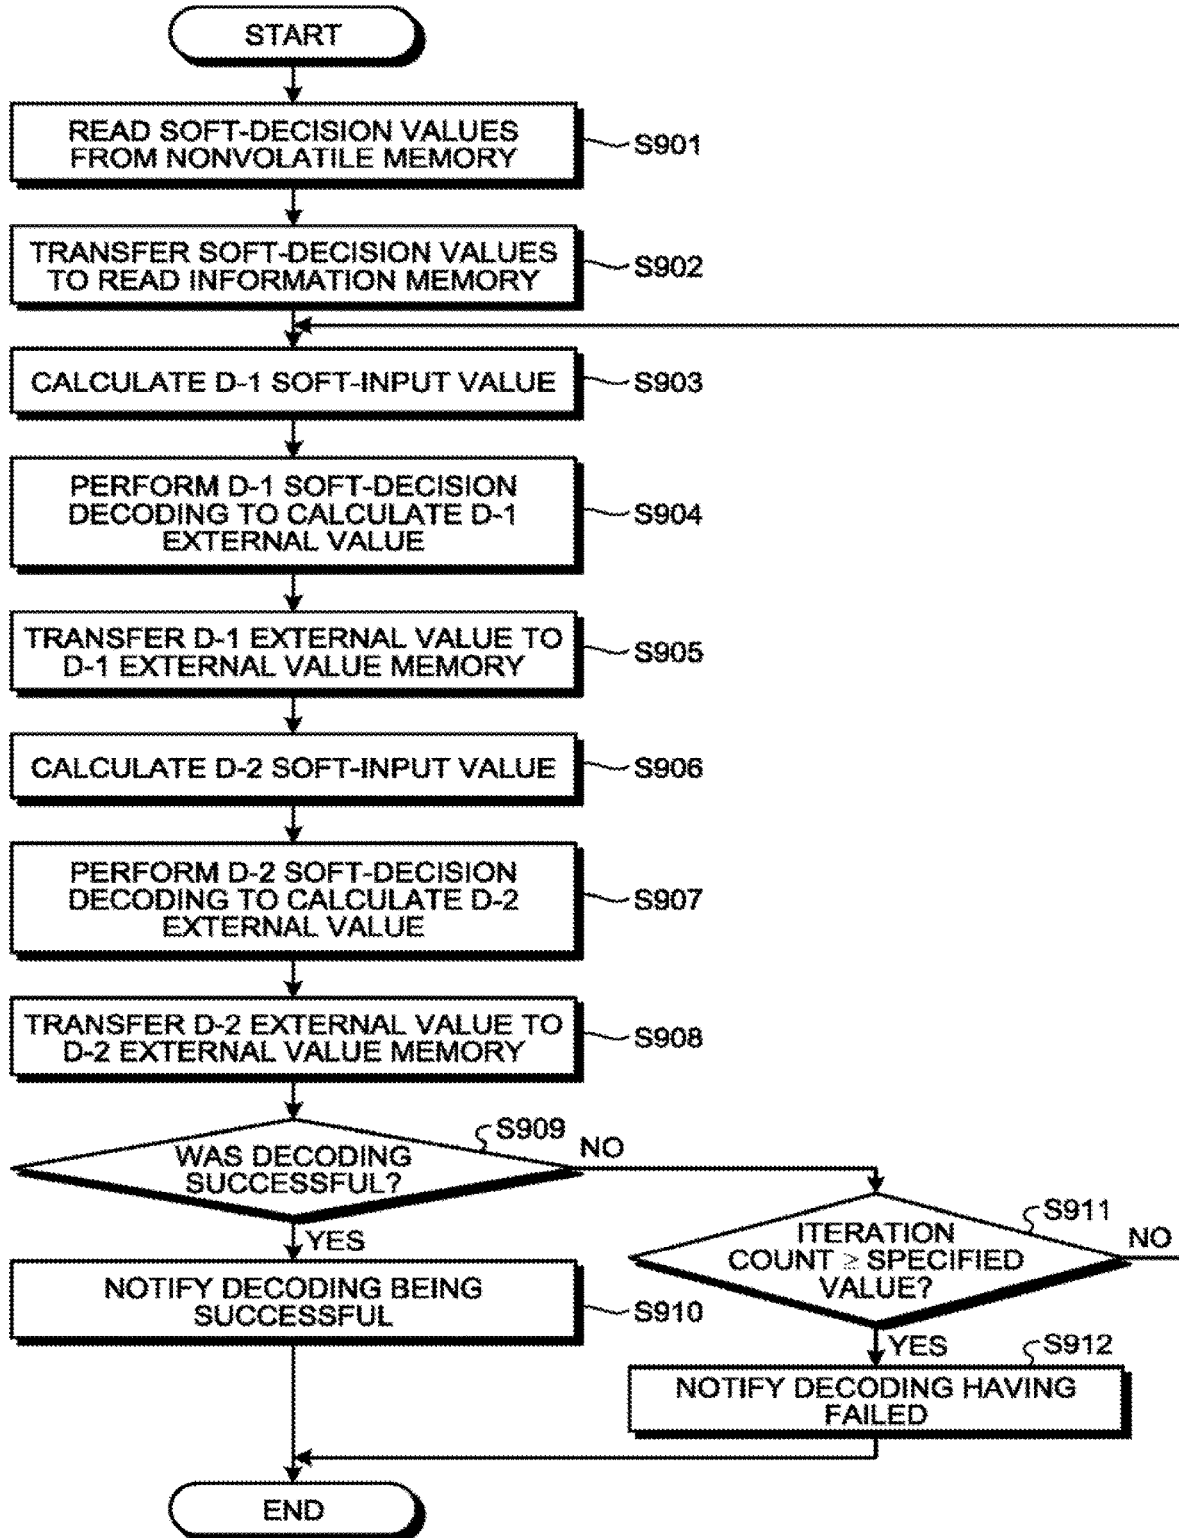 START
READ SOFT-DECISION VALUES
FROM NONVOLATILE MEMORY
S901
TRANSFER SOFT-DECISION VALUES
TO READ INFORMATION MEMORY
S902
CALCULATE D-1 SOFT-INPUT VALUE
S903
PERFORM D-1 SOFT-DECISION
DECODING TO CALCULATE D-1
EXTERNAL VALUE
S904
TRANSFER D-1 EXTERNAL VALUE TO
D-1 EXTERNAL VALUE MEMORY
S905
CALCULATE D-2 SOFT-INPUT VALUE
S906
PERFORM D-2 SOFT-DECISION
DECODING TO CALCULATE D-2
EXTERNAL VALUE
S907
TRANSFER D-2 EXTERNAL VALUE TO
D-2 EXTERNAL VALUE MEMORY
S908
S909
WAS DECODING
SUCCESSFUL?
NO
YES
S911
ITERATION
COUNT ≥ SPECIFIED
VALUE?
NO
YES
NOTIFY DECODING BEING
SUCCESSFUL
S910
S912
NOTIFY DECODING HAVING
FAILED
END